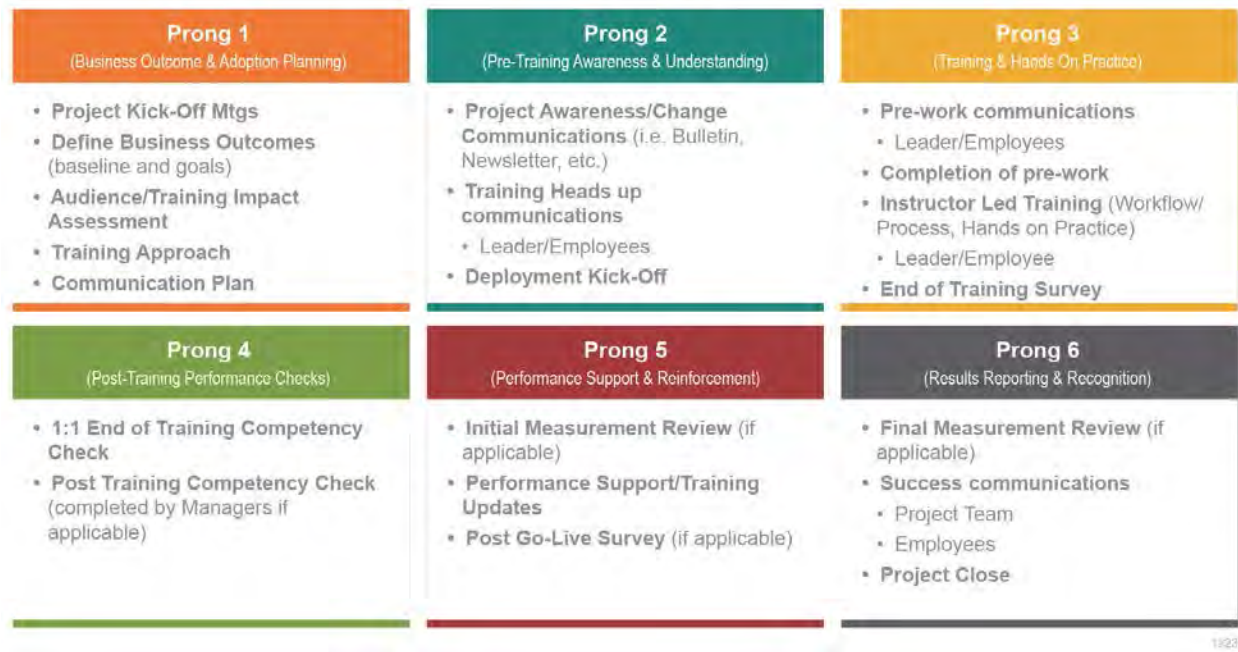 Prong 1
(Business Outcome & Adoption Planning)
• Project Kick-Off Mtgs
• Define Business Outcomes
(baseline and goals)
• Audience/Training Impact
Assessment
• Training Approach
• Communication Plan
Prong 2
(Pre-Training Awareness & Understanding)
• Project Awareness/Change
Communications (i.e. Bulletin,
Newsletter, etc.)
• Training Heads up
communications
• Leader/Employees
• Deployment Kick-Off
Prong 3
(Training & Hands On Practice)
• Pre-work communications
• Leader/Employees
• Completion of pre-work
• Instructor Led Training (Workflow/
Process, Hands on Practice)
• Leader/Employee
• End of Training Survey
Prong 4
(Post-Training Performance Checks)
• 1:1 End of Training Competency
Check
• Post Training Competency Check
(completed by Managers if
applicable)
Prong 5
(Performance Support & Reinforcement)
• Initial Measurement Review (if
applicable)
• Performance Support/Training
Updates
• Post Go-Live Survey (if applicable)
Prong 6
(Results Reporting & Recognition)
• Final Measurement Review (if
applicable)
• Success communications
• Project Team
• Employees
• Project Close